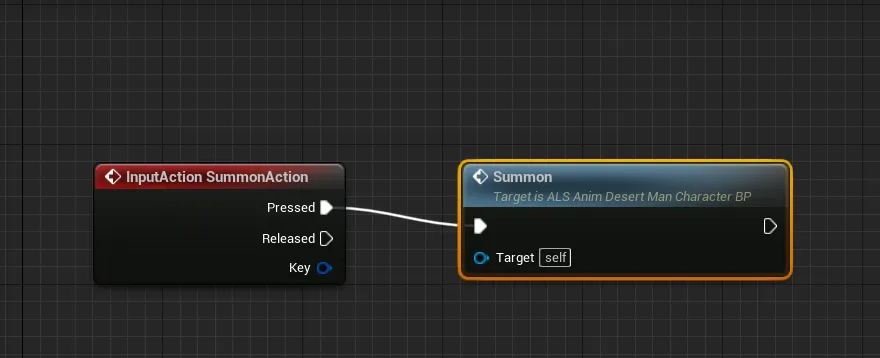 InputAction SummonAction
Pressed
Released
Key
Summon
Target is ALS Anim Desert Man Character BP
Target self